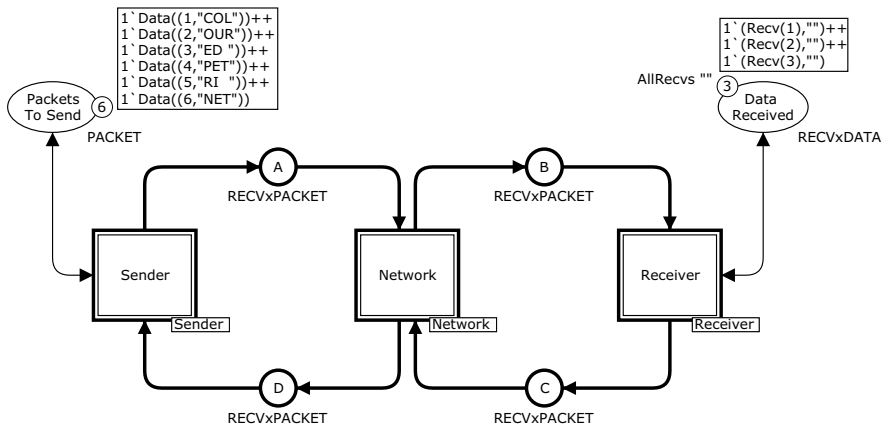 1`Data((1,"COL"))++
1`Data((2,"OUR"))++
1`Data((3,"ED "))++
1`Data((4,"PET"))++
1`Data((5,"RI  "))++
1`Data((6,"NET"))
Packets
To Send
6
PACKET
1`(Recv(1),"")++
1`(Recv(2),"")++
1`(Recv(3),"")
AllRecvs ""
3
Data
Received
RECVxDATA
A
RECVxPACKET
B
RECVxPACKET
Sender
Sender
Network
Network
Receiver
Receiver
D
RECVxPACKET
C
RECVxPACKET